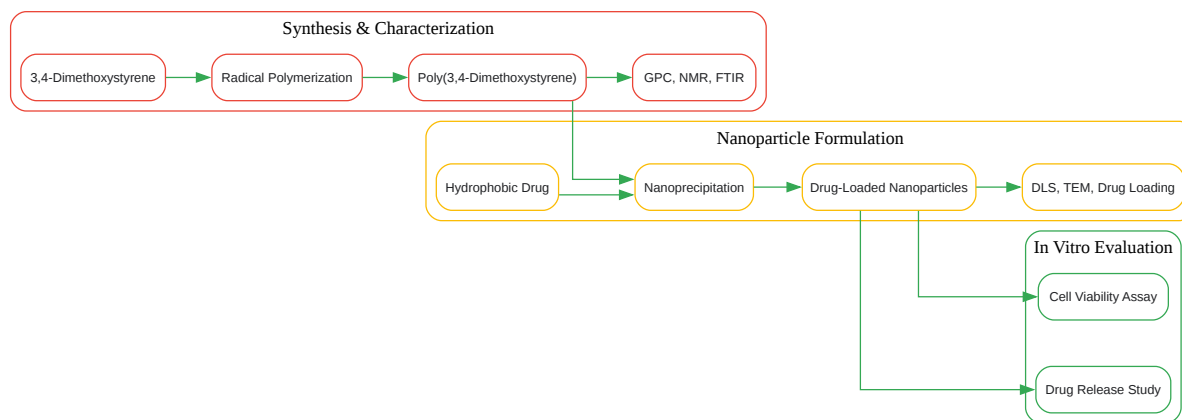 Synthesis & Characterization
3,4-Dimethoxystyrene
Radical Polymerization
Poly(3,4-Dimethoxystyrene)
GPC, NMR, FTIR
Nanoparticle Formulation
Hydrophobic Drug
Nanoprecipitation
Drug-Loaded Nanoparticles
DLS, TEM, Drug Loading
In Vitro Evaluation
Cell Viability Assay
Drug Release Study